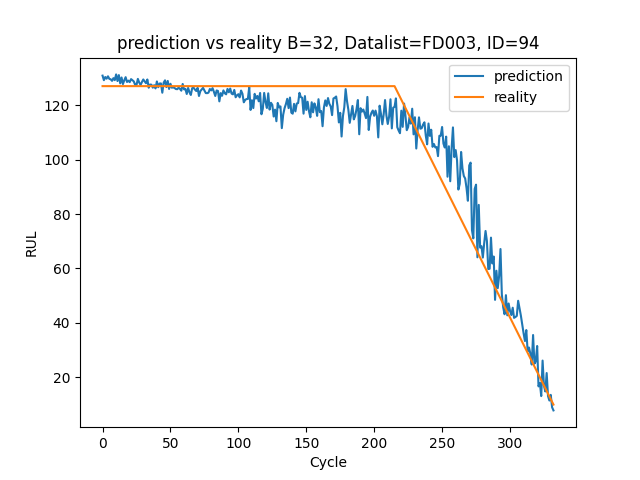 prediction vs reality B=32, Datalist=FD003, ID=94
prediction
reality
RUL
120
100
80
60
40
20
0 50 100 150 200 250 300
Cycle